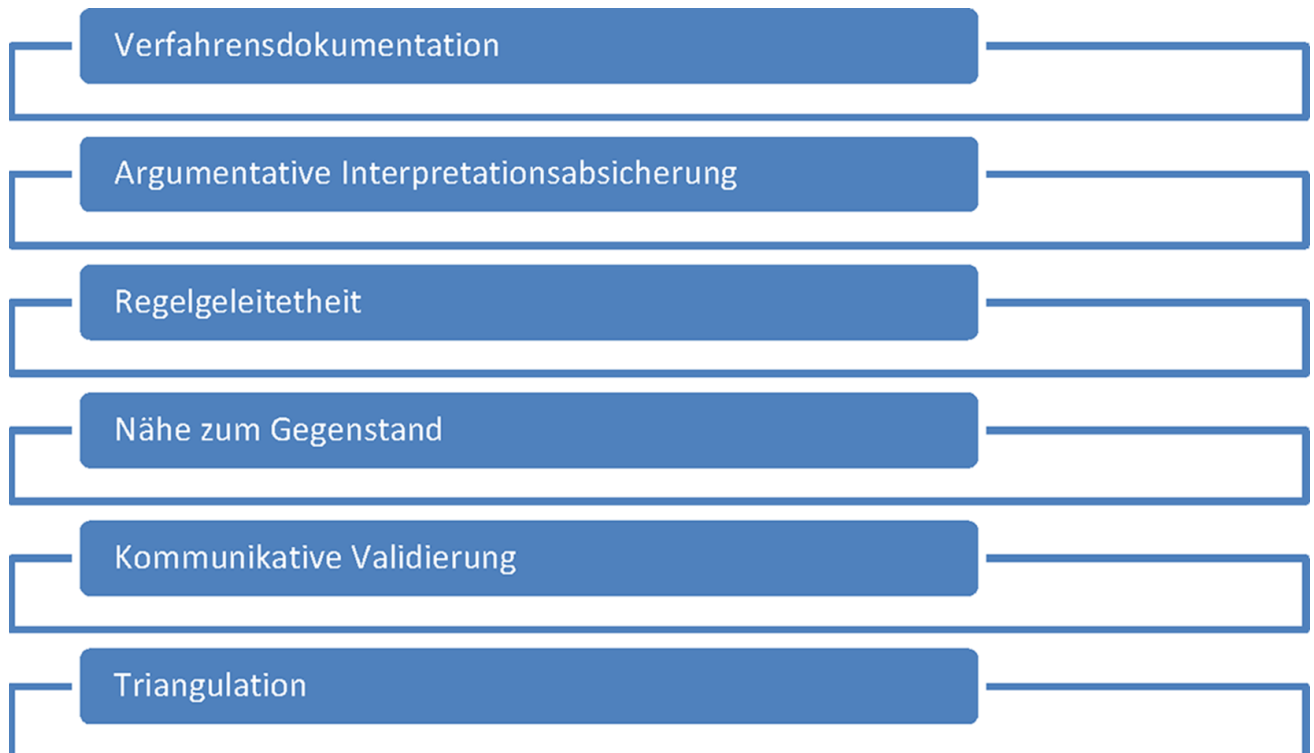 Verfahrensdokumentation
Argumentative Interpretationsabsicherung
Regelgeleitetheit
Nähe zum Gegenstand
Kommunikative Validierung
Triangulation